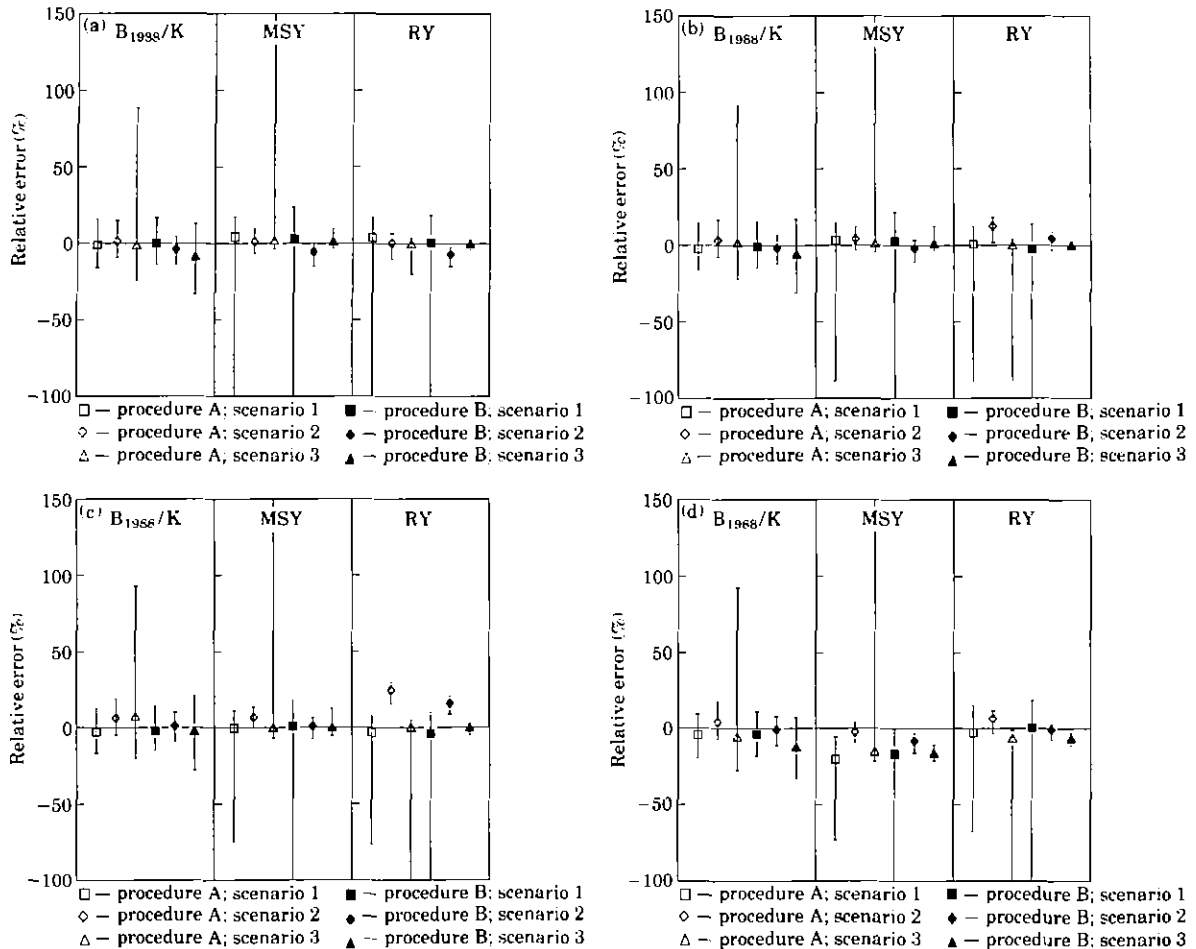 (a) B1988/K MSY RY
150
100
50
0
−50
−100
Relative error (%)
□ — procedure A; scenario 1 ■ — procedure B; scenario 1
◇ — procedure A; scenario 2 ◆ — procedure B; scenario 2
△ — procedure A; scenario 3 ▲ — procedure B; scenario 3
(b) B1988/K MSY RY
150
100
50
0
−50
−100
Relative error (%)
□ — procedure A; scenario 1 ■ — procedure B; scenario 1
◇ — procedure A; scenario 2 ◆ — procedure B; scenario 2
△ — procedure A; scenario 3 ▲ — procedure B; scenario 3
(c) B1988/K MSY RY
150
100
50
0
−50
−100
Relative error (%)
□ — procedure A; scenario 1 ■ — procedure B; scenario 1
◇ — procedure A; scenario 2 ◆ — procedure B; scenario 2
△ — procedure A; scenario 3 ▲ — procedure B; scenario 3
(d) B1988/K MSY RY
150
100
50
0
−50
−100
Relative error (%)
□ — procedure A; scenario 1 ■ — procedure B; scenario 1
◇ — procedure A; scenario 2 ◆ — procedure B; scenario 2
△ — procedure A; scenario 3 ▲ — procedure B; scenario 3